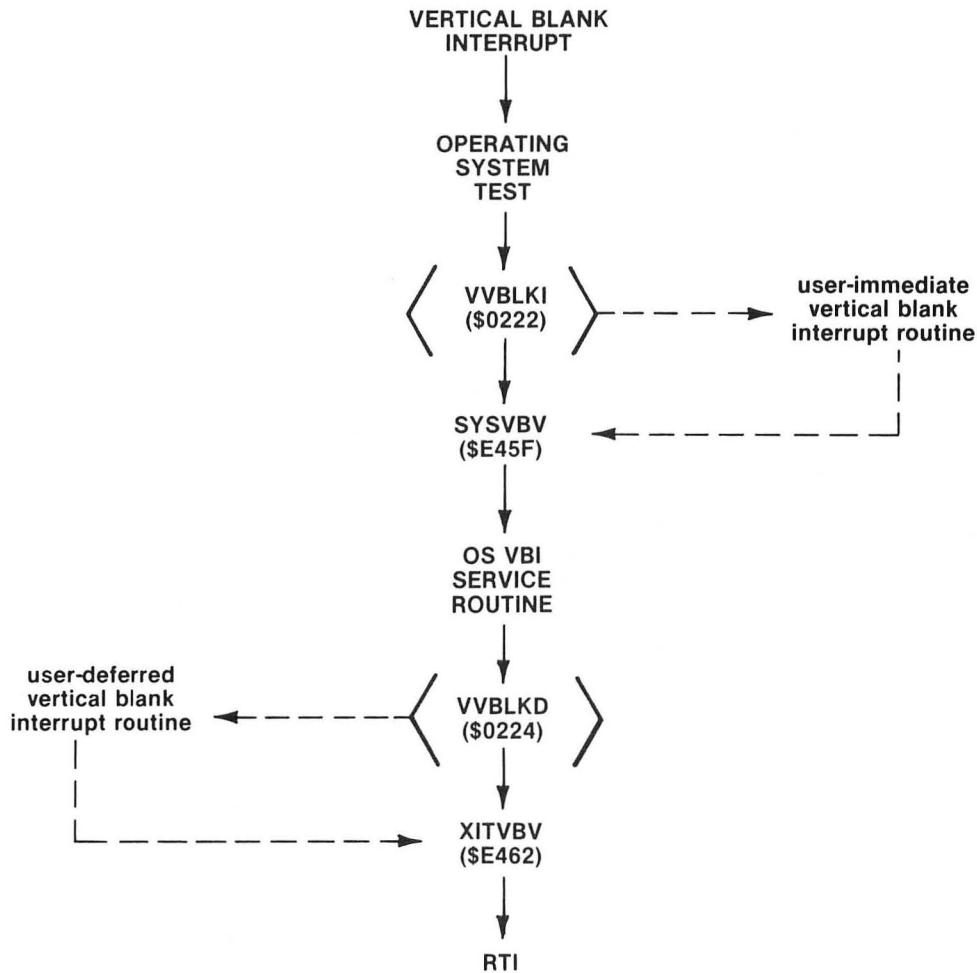 VERTICAL BLANK
INTERRUPT
OPERATING
SYSTEM
TEST
VVBLKI
($0222)
user-immediate
vertical blank
interrupt routine
SYSVBV
($E45F)
OS VBI
SERVICE
ROUTINE
user-deferred
vertical blank
interrupt routine
VVBLKD
($0224)
XITVBV
($E462)
RTI